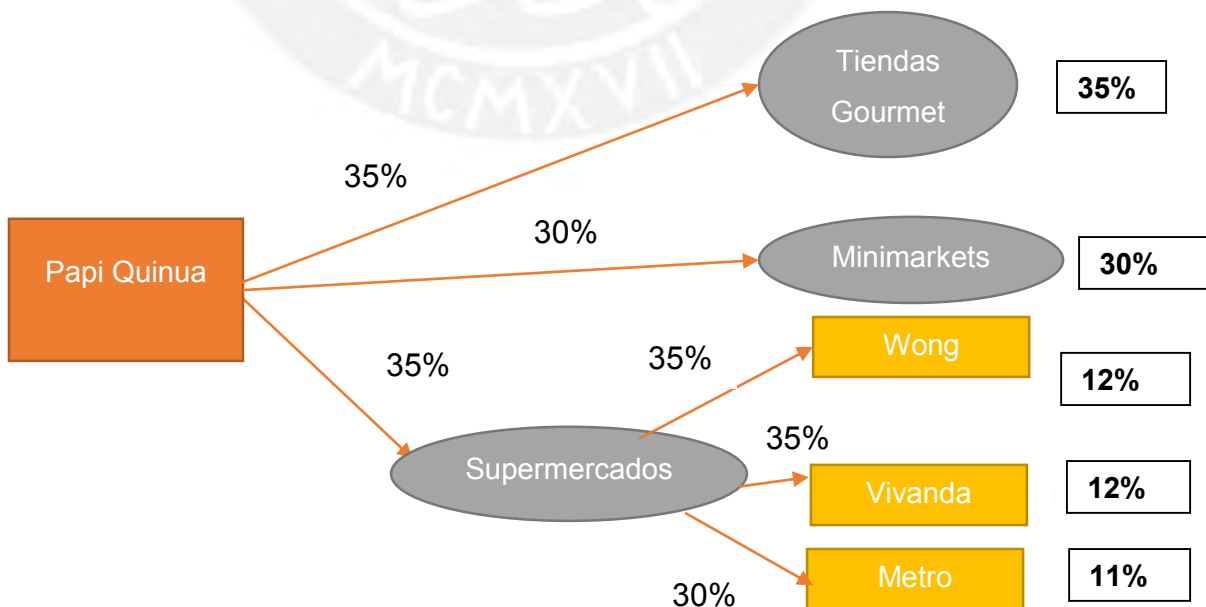 MCMXVII
Tiendas
Gourmet
35%
35%
Papi Quinua
30%
Minimarkets
30%
35%
35%
Wong
12%
Supermercados
35%
Vivanda
12%
30%
Metro
11%